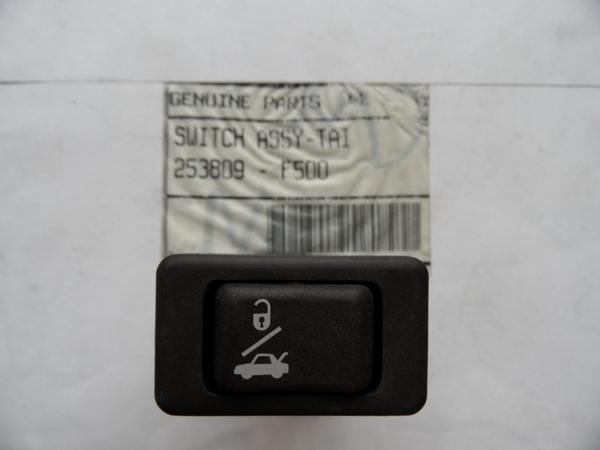 GENUINE PARTS
SWITCH ASSY-TAI
253809 - F500